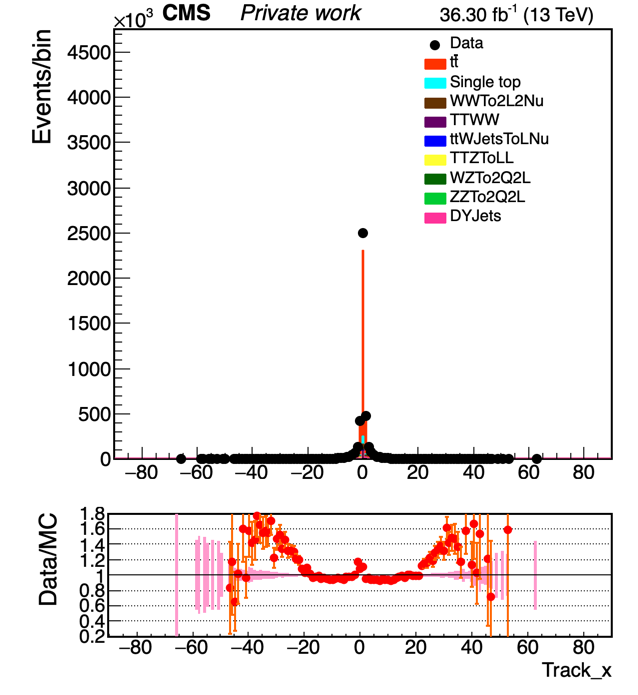 ×10³ CMS Private work 36.30 fb⁻¹ (13 TeV)
Events/bin
4500
4000
3500
3000
2500
2000
1500
1000
500
0
Data
tt̄
Single top
WWTo2L2Nu
TTWW
ttWJetsToLNu
TTZToLL
WZTo2Q2L
ZZTo2Q2L
DYJets
−80 −60 −40 −20 0 20 40 60 80
Data/MC
1.8
1.6
1.4
1.2
1
0.8
0.6
0.4
0.2
−80 −60 −40 −20 0 20 40 60 80
Track_x